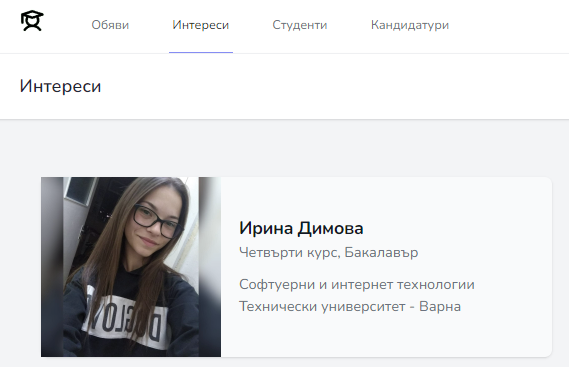 Обяви Интереси Студенти Кандидатури
Интереси
Ирина Димова
Четвърти курс, Бакалавър
Софтуерни и интернет технологии
Технически университет - Варна